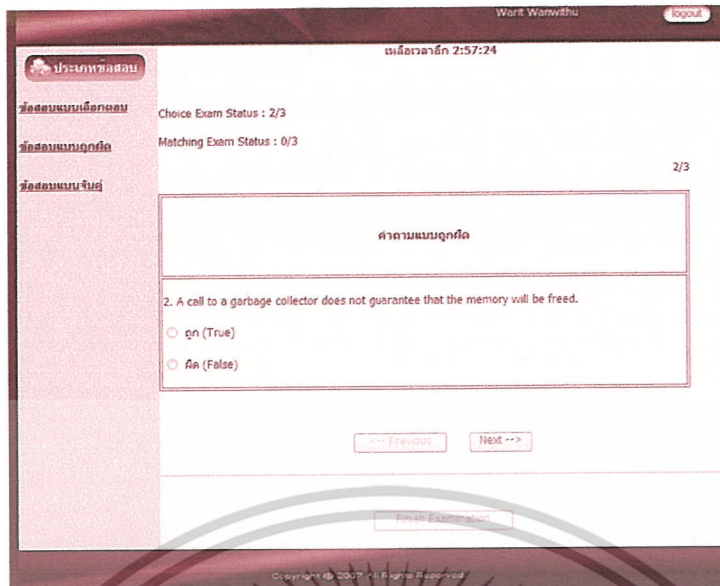 Warit Wanwithu
logout
เหลือเวลาอีก 2:57:24
ประเภทข้อสอบ
ข้อสอบแบบเลือกตอบ
ข้อสอบแบบถูกผิด
ข้อสอบแบบจับคู่
Choice Exam Status : 2/3
Matching Exam Status : 0/3
2/3
คำถามแบบถูกผิด
2. A call to a garbage collector does not guarantee that the memory will be freed.
ถูก (True)
ผิด (False)
<-- Previous
Next -->
Finish Examination
Copyright © 2007 All Rights Reserved